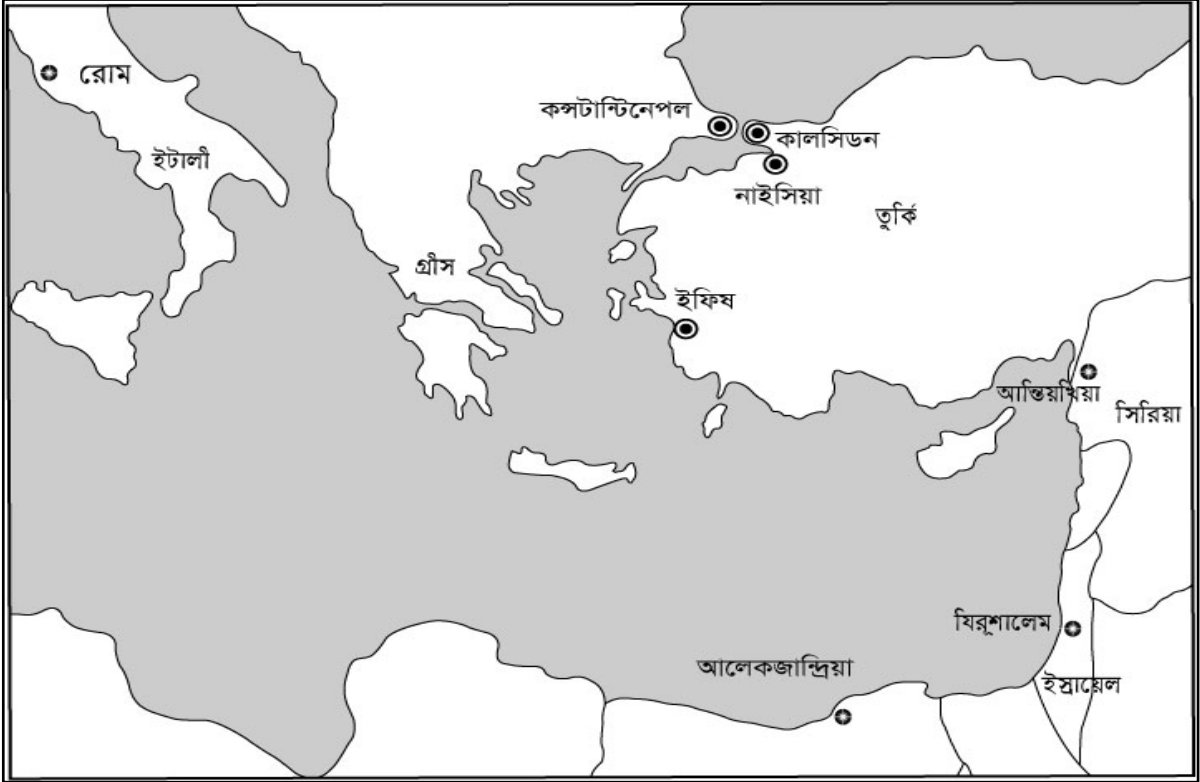 রোম
কন্সটান্টিনেপল
কালসিডন
ইটালী
নাইসিয়া
তুর্কি
গ্রীস
ইফিষ
আন্তিয়খিয়া
সিরিয়া
যিরূশালেম
আলেকজান্দ্রিয়া
ইস্রায়েল